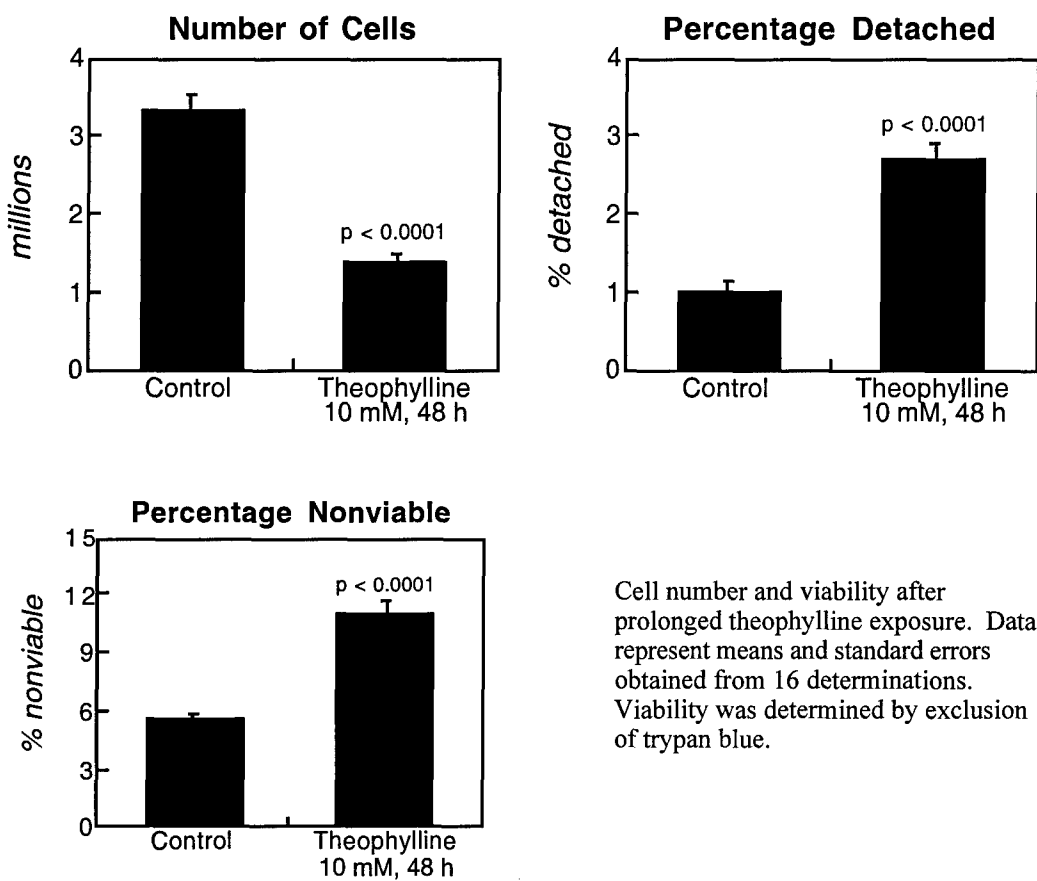 Number of Cells
4
3
2
1
0
millions
p < 0.0001
Control
Theophylline
10 mM, 48 h
Percentage Detached
4
3
2
1
0
% detached
p < 0.0001
Control
Theophylline
10 mM, 48 h
Percentage Nonviable
15
12
9
6
3
0
% nonviable
p < 0.0001
Control
Theophylline
10 mM, 48 h
Cell number and viability after
prolonged theophylline exposure. Data
represent means and standard errors
obtained from 16 determinations.
Viability was determined by exclusion
of trypan blue.